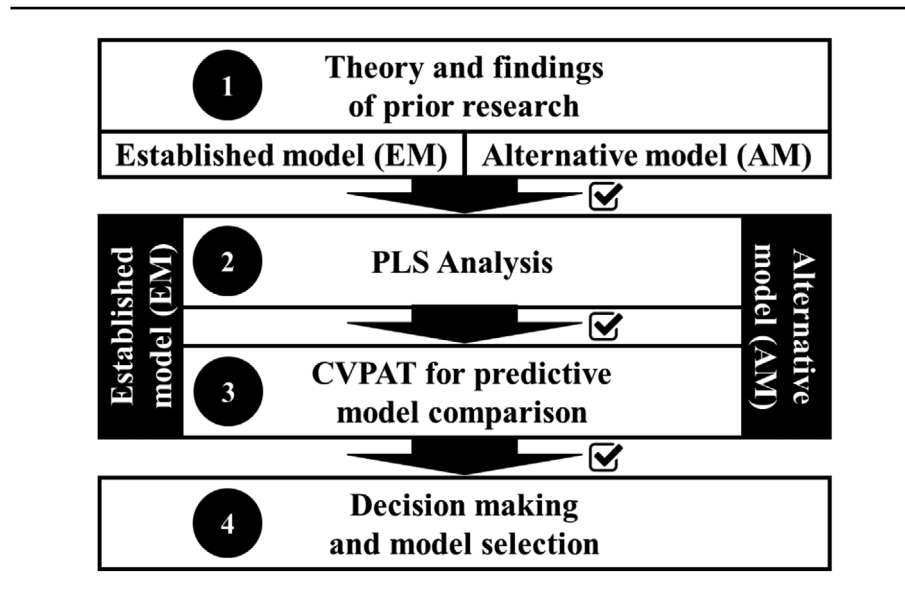 1
Theory and findings
of prior research
Established model (EM)
Alternative model (AM)
Established
model (EM)
2
PLS Analysis
Alternative
model (AM)
3
CVPAT for predictive
model comparison
4
Decision making
and model selection